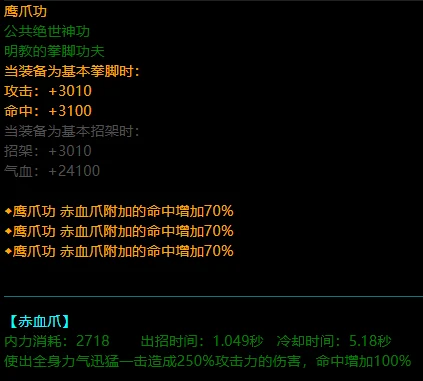 鹰爪功
公共绝世神功
明教的拳脚功夫
当装备为基本拳脚时：
攻击：+3010
命中：+3100
当装备为基本招架时：
招架：+3010
气血：+24100
◆鹰爪功 赤血爪附加的命中增加70%
◆鹰爪功 赤血爪附加的命中增加70%
◆鹰爪功 赤血爪附加的命中增加70%
【赤血爪】
内力消耗：2718 出招时间：1.049秒 冷却时间：5.18秒
使出全身力气迅猛一击造成250%攻击力的伤害，命中增加100%